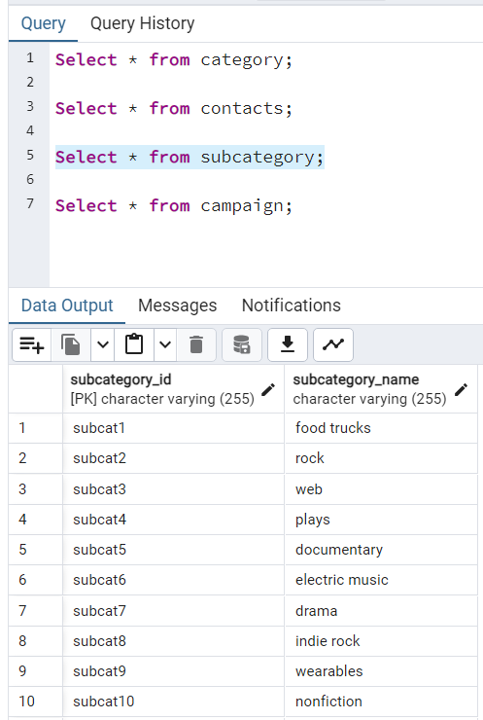 Query Query History
1 Select * from category;
2
3 Select * from contacts;
4
5 Select * from subcategory;
6
7 Select * from campaign;
Data Output Messages Notifications
subcategory_id subcategory_name
[PK] character varying (255) character varying (255)
1 subcat1 food trucks
2 subcat2 rock
3 subcat3 web
4 subcat4 plays
5 subcat5 documentary
6 subcat6 electric music
7 subcat7 drama
8 subcat8 indie rock
9 subcat9 wearables
10 subcat10 nonfiction